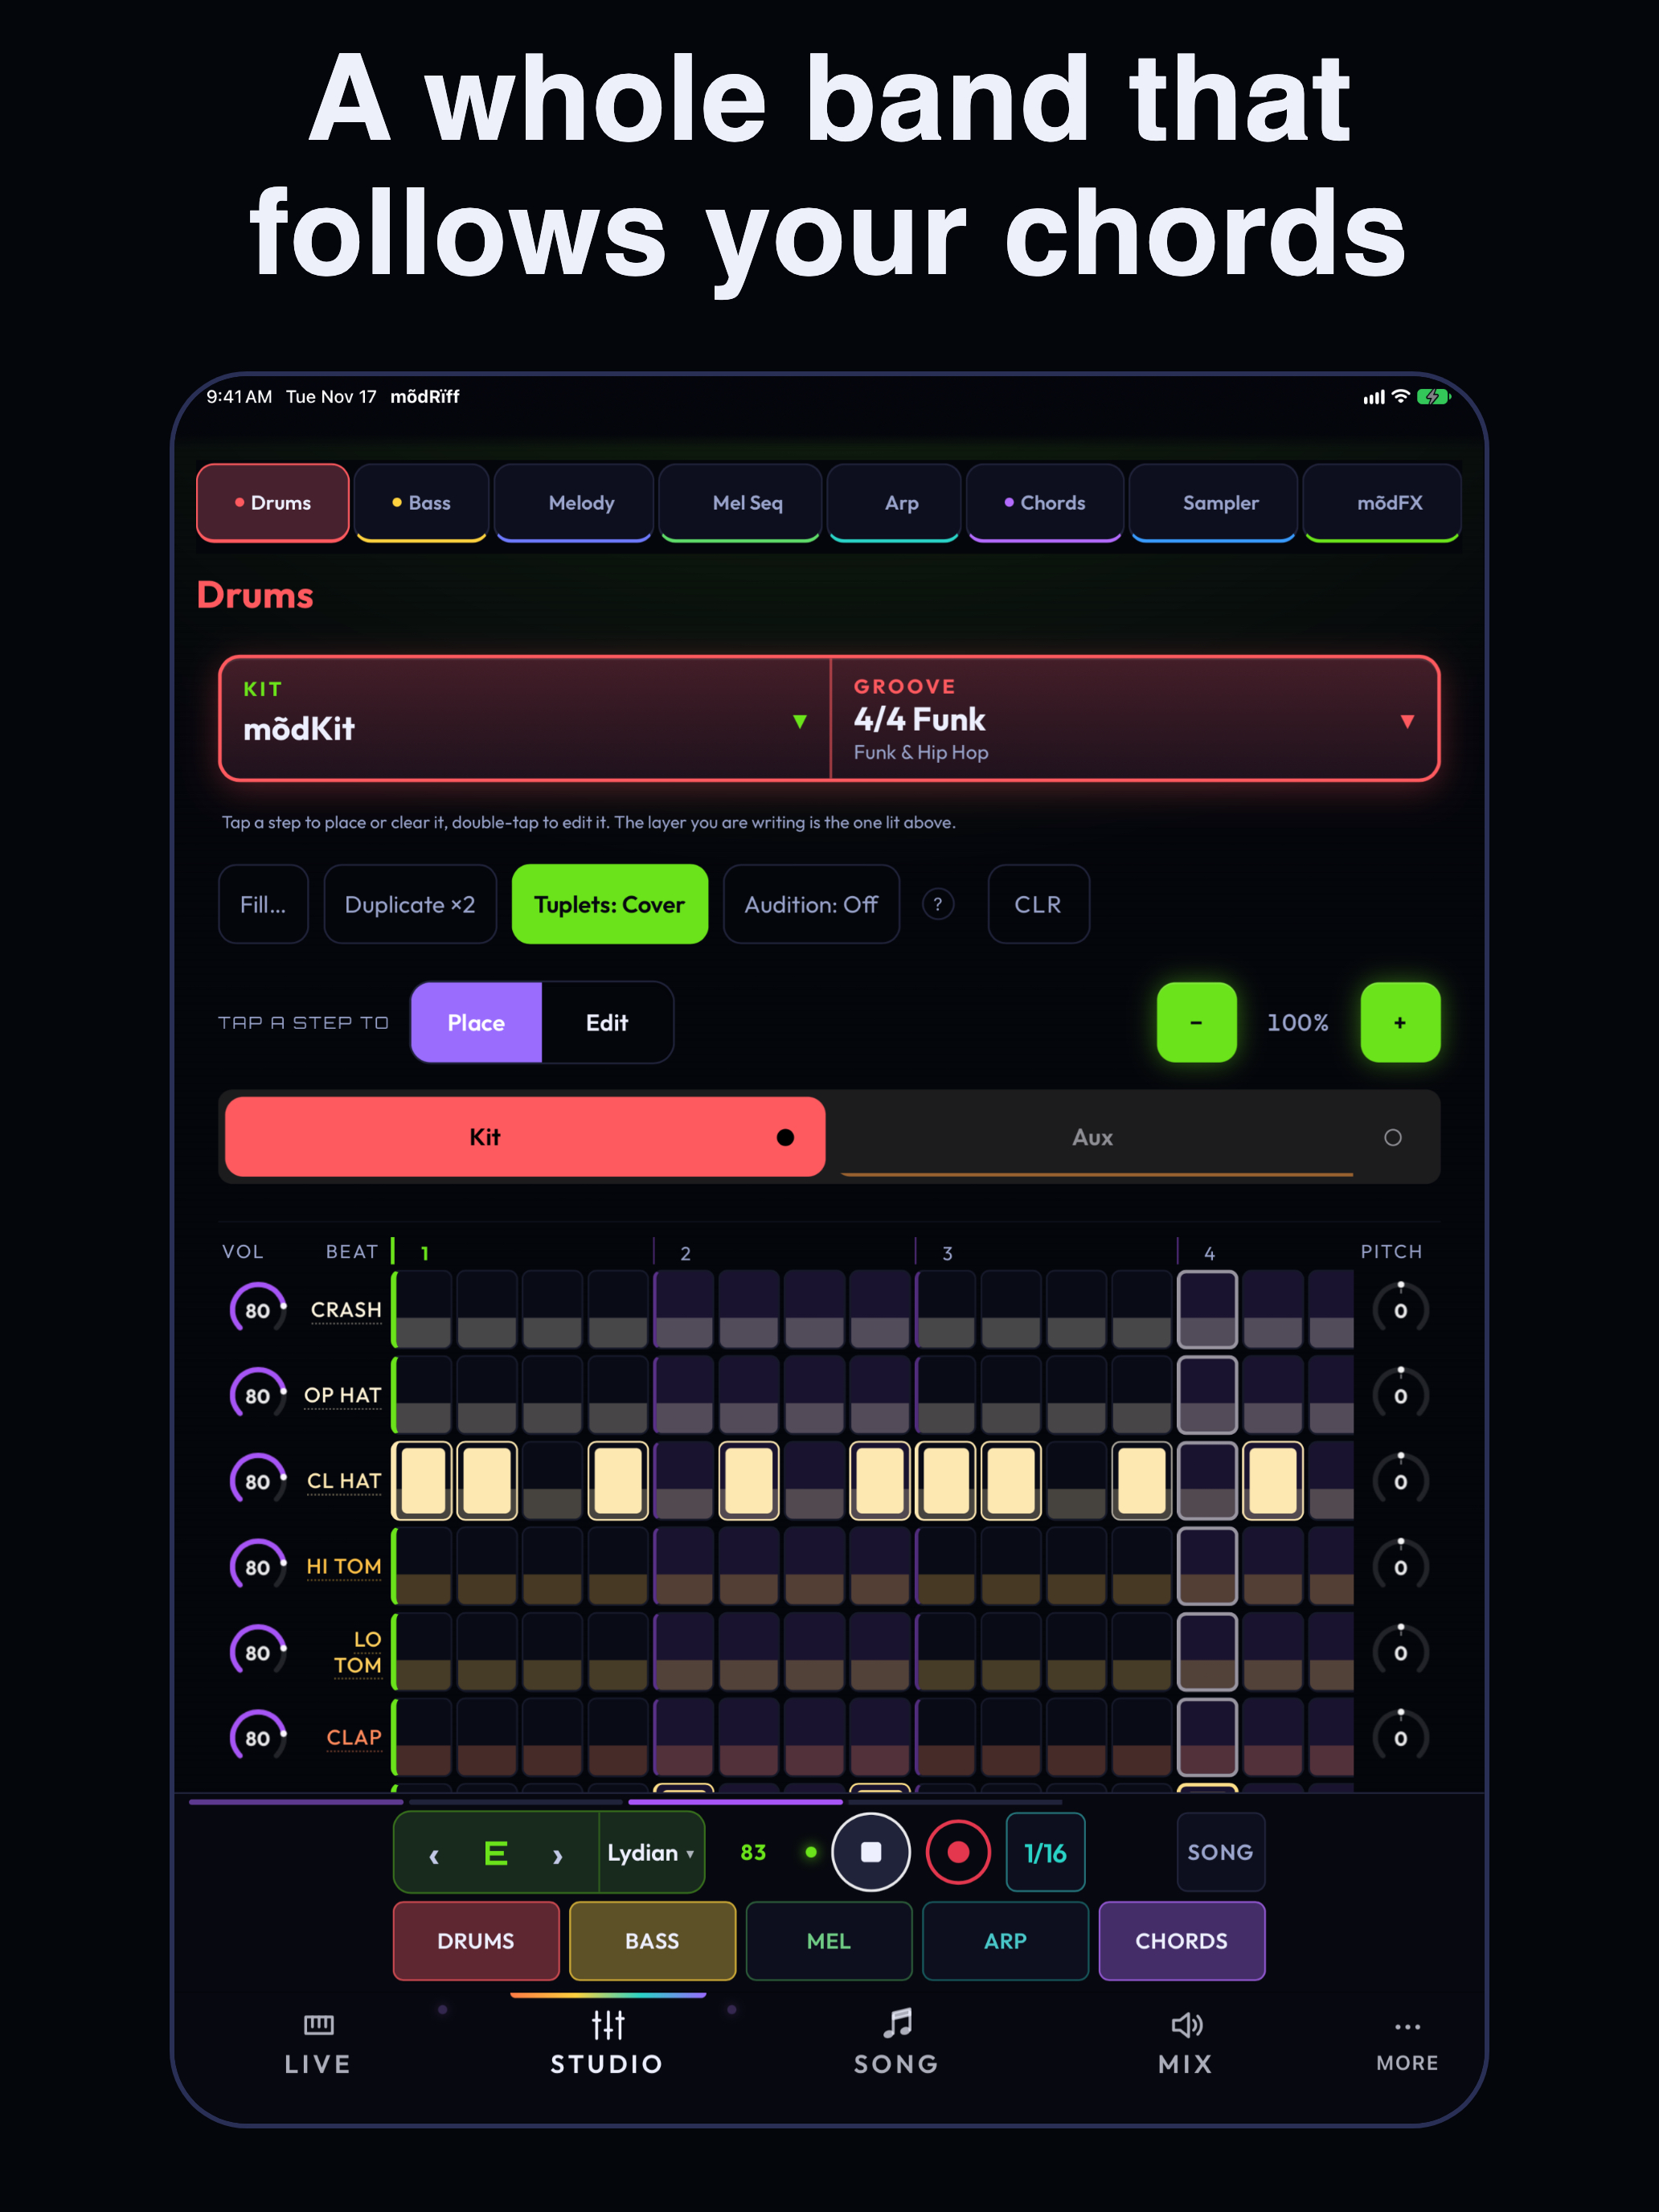 A whole band that
follows your chords
9:41 AM Tue Nov 17 mõdRïff
Drums Bass Melody Mel Seq Arp Chords Sampler mõdFX
Drums
KIT
mõdKit
GROOVE
4/4 Funk
Funk & Hip Hop
Tap a step to place or clear it, double-tap to edit it. The layer you are writing is the one lit above.
Fill... Duplicate ×2 Tuplets: Cover Audition: Off ? CLR
TAP A STEP TO Place Edit − 100% +
Kit Aux
VOL BEAT 1 2 3 4 PITCH
80 CRASH 0
80 OP HAT 0
80 CL HAT 0
80 HI TOM 0
80 LO TOM 0
80 CLAP 0
‹ E › Lydian ▾ 83 1/16 SONG
DRUMS BASS MEL ARP CHORDS
LIVE STUDIO SONG MIX MORE